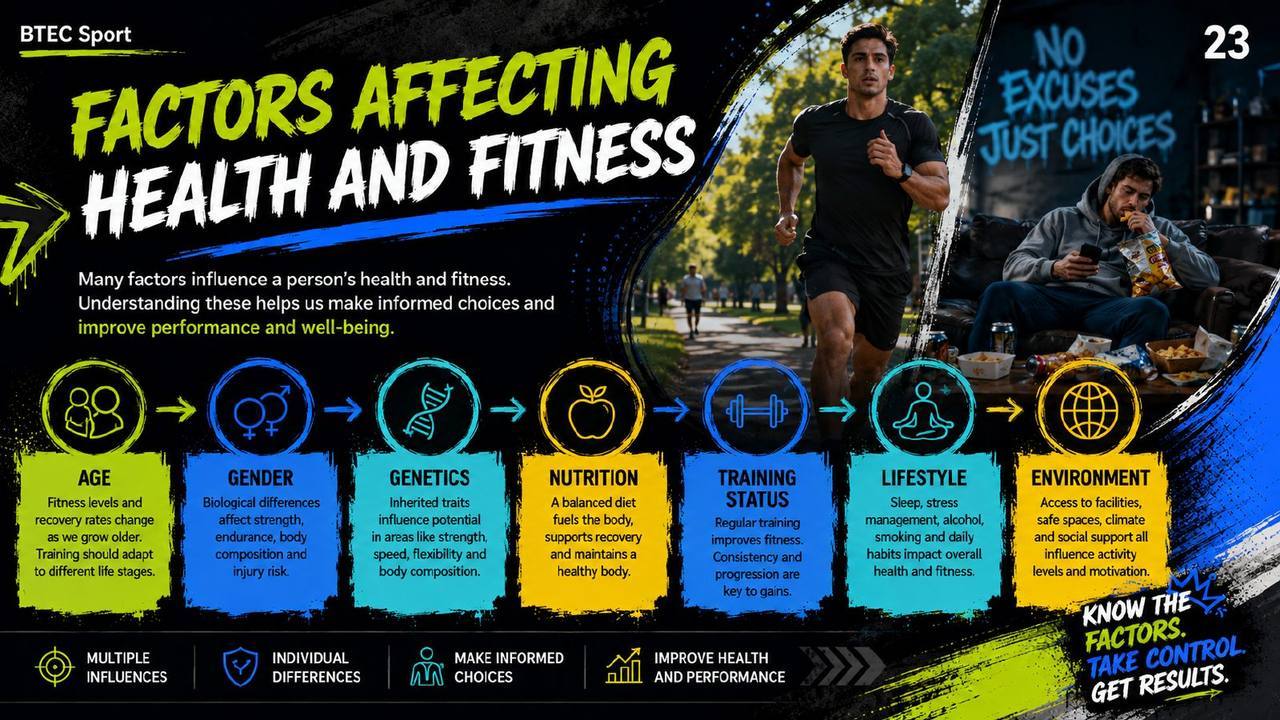 BTEC Sport
23
FACTORS AFFECTING
HEALTH AND FITNESS
NO
EXCUSES
JUST CHOICES
Many factors influence a person's health and fitness.
Understanding these helps us make informed choices and
improve performance and well-being.
AGE
Fitness levels and
recovery rates change
as we grow older.
Training should adapt
to different life stages.
GENDER
Biological differences
affect strength,
endurance, body
composition and
injury risk.
GENETICS
Inherited traits
influence potential
in areas like strength,
speed, flexibility and
body composition.
NUTRITION
A balanced diet
fuels the body,
supports recovery
and maintains a
healthy body.
TRAINING
STATUS
Regular training
improves fitness.
Consistency and
progression are
key to gains.
LIFESTYLE
Sleep, stress
management, alcohol,
smoking and daily
habits impact overall
health and fitness.
ENVIRONMENT
Access to facilities,
safe spaces, climate
and social support all
influence activity
levels and motivation.
MULTIPLE
INFLUENCES
INDIVIDUAL
DIFFERENCES
MAKE INFORMED
CHOICES
IMPROVE HEALTH
AND PERFORMANCE
KNOW THE
FACTORS.
TAKE CONTROL.
GET RESULTS.